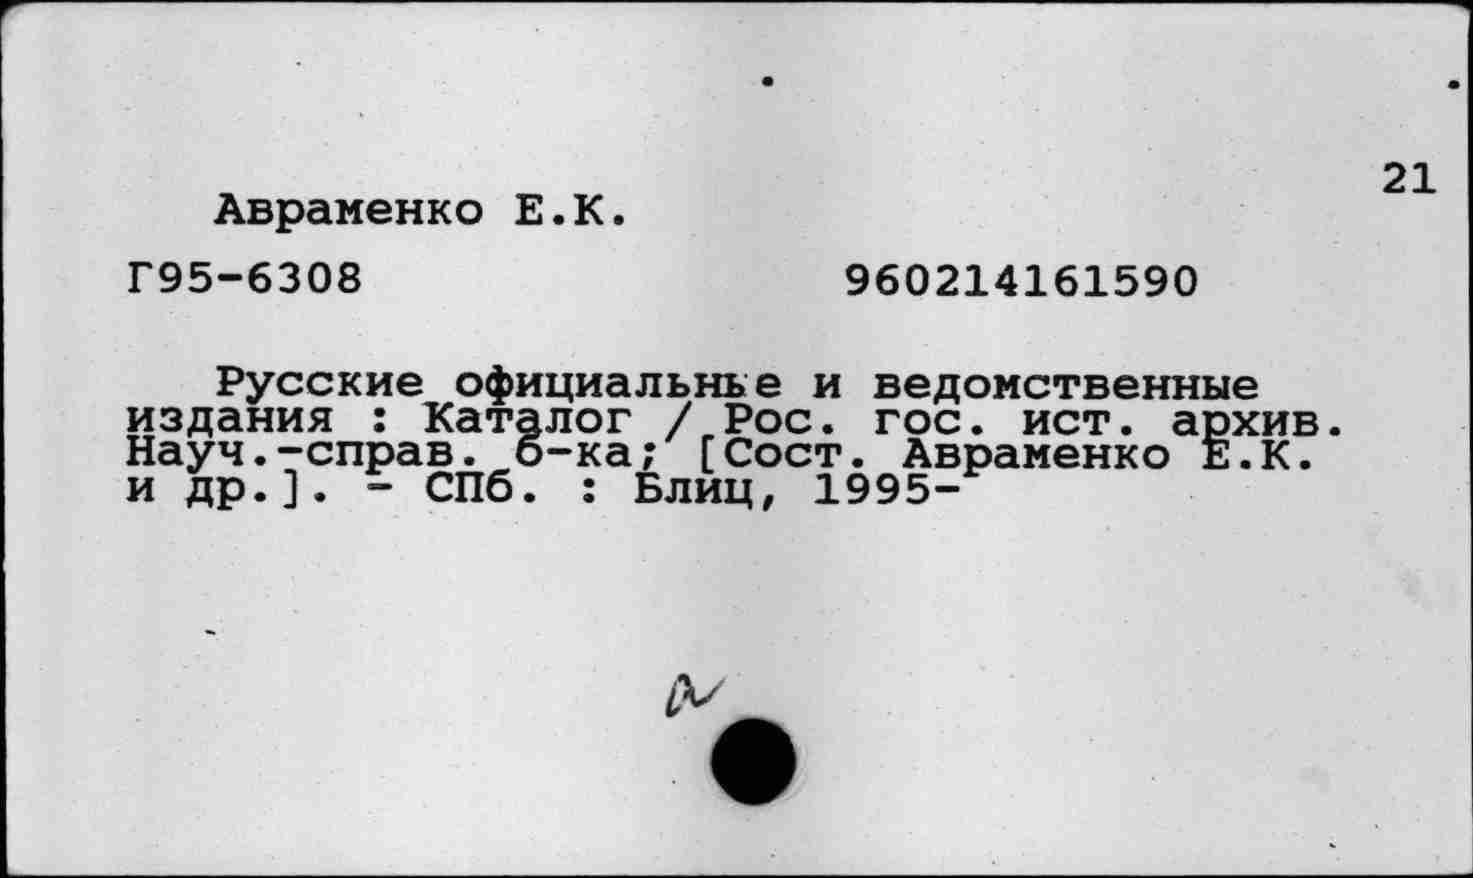 21
Авраменко Е.К.
Г95-6308 960214161590
Русские официальные и ведомственные
издания : Каталог / Рос. гос. ист. архив.
Науч.-справ. б-ка; [Сост. Авраменко Е.К.
и др.]. - СПб. : Блиц, 1995-